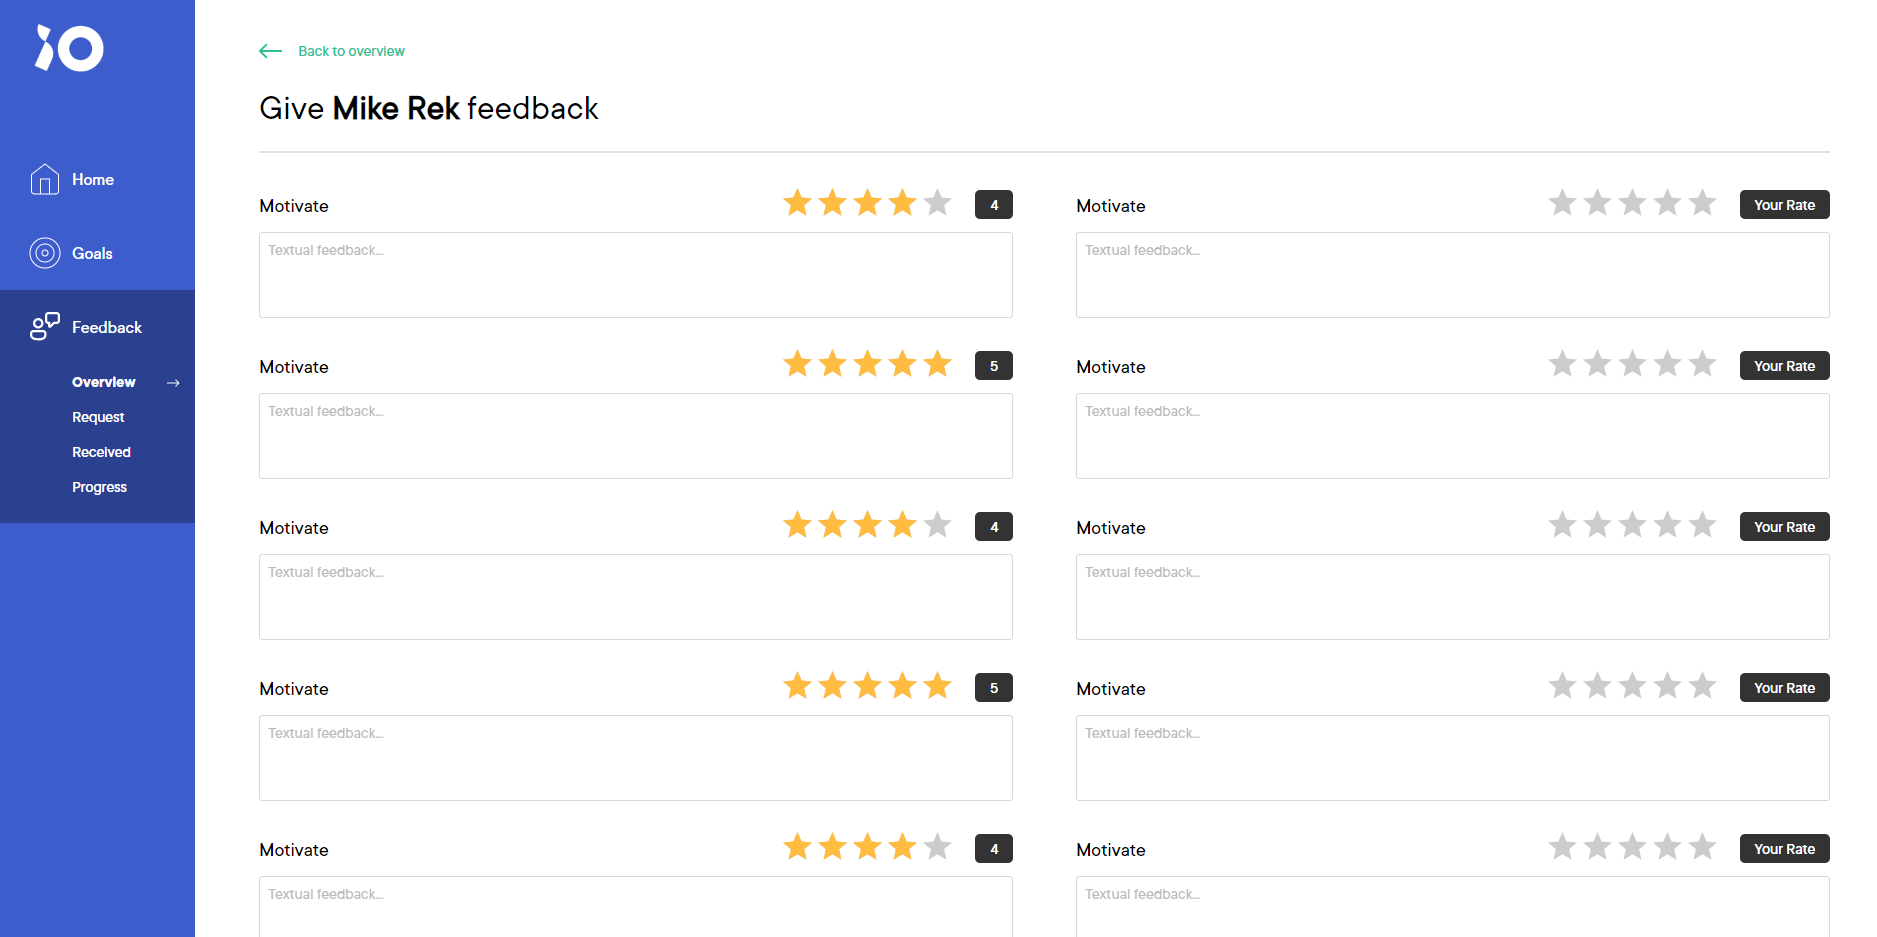 iO
Home
Goals
Feedback
Overview
Request
Received
Progress
Back to overview
Give Mike Rek feedback
Motivate
4
Textual feedback...
Motivate
Your Rate
Textual feedback...
Motivate
5
Textual feedback...
Motivate
Your Rate
Textual feedback...
Motivate
4
Textual feedback...
Motivate
Your Rate
Textual feedback...
Motivate
5
Textual feedback...
Motivate
Your Rate
Textual feedback...
Motivate
4
Textual feedback...
Motivate
Your Rate
Textual feedback...